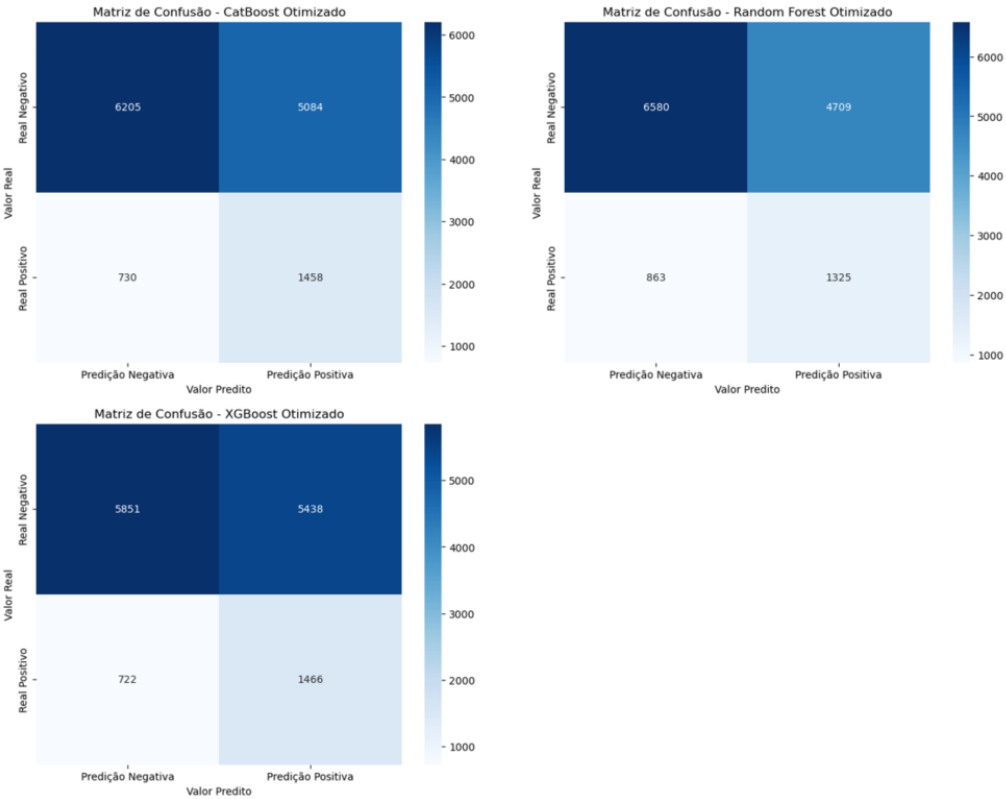 Matriz de Confusão - CatBoost Otimizado
Real Negativo
Real Positivo
Valor Real
6205
5084
730
1458
Predição Negativa
Predição Positiva
Valor Predito
6000
5000
4000
3000
2000
1000
Matriz de Confusão - Random Forest Otimizado
Real Negativo
Real Positivo
Valor Real
6580
4709
863
1325
Predição Negativa
Predição Positiva
Valor Predito
6000
5000
4000
3000
2000
1000
Matriz de Confusão - XGBoost Otimizado
Real Negativo
Real Positivo
Valor Real
5851
5438
722
1466
Predição Negativa
Predição Positiva
Valor Predito
5000
4000
3000
2000
1000